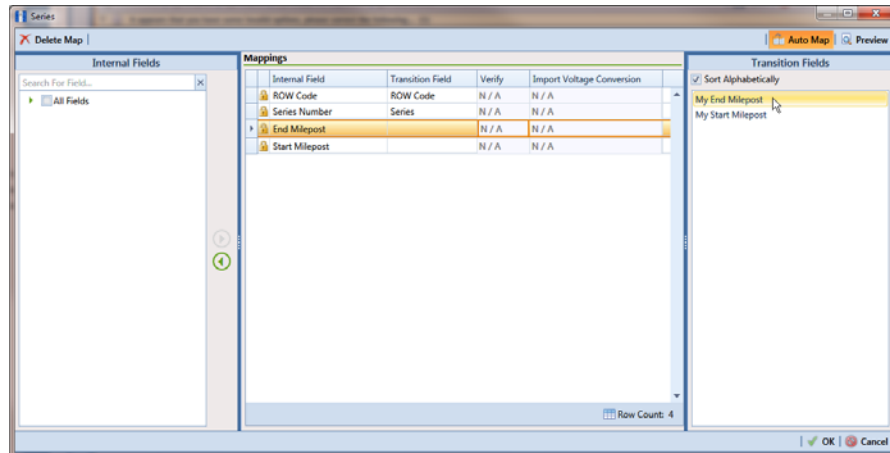 Series
Delete Map
Auto Map
Preview
Internal Fields
Mappings
Transition Fields
Search For Field...
All Fields
Internal Field Transition Field Verify Import Voltage Conversion
ROW Code ROW Code N / A N / A
Series Number Series N / A N / A
End Milepost N / A N / A
Start Milepost N / A N / A
Sort Alphabetically
My End Milepost
My Start Milepost
Row Count: 4
OK
Cancel